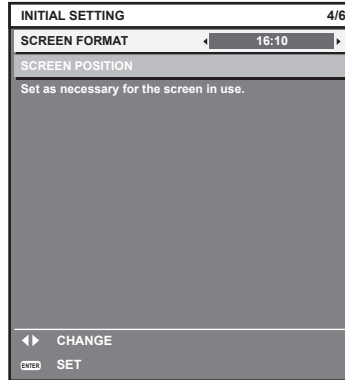 INITIAL SETTING 4/6
SCREEN FORMAT 16:10
SCREEN POSITION
Set as necessary for the screen in use.
CHANGE
ENTER SET